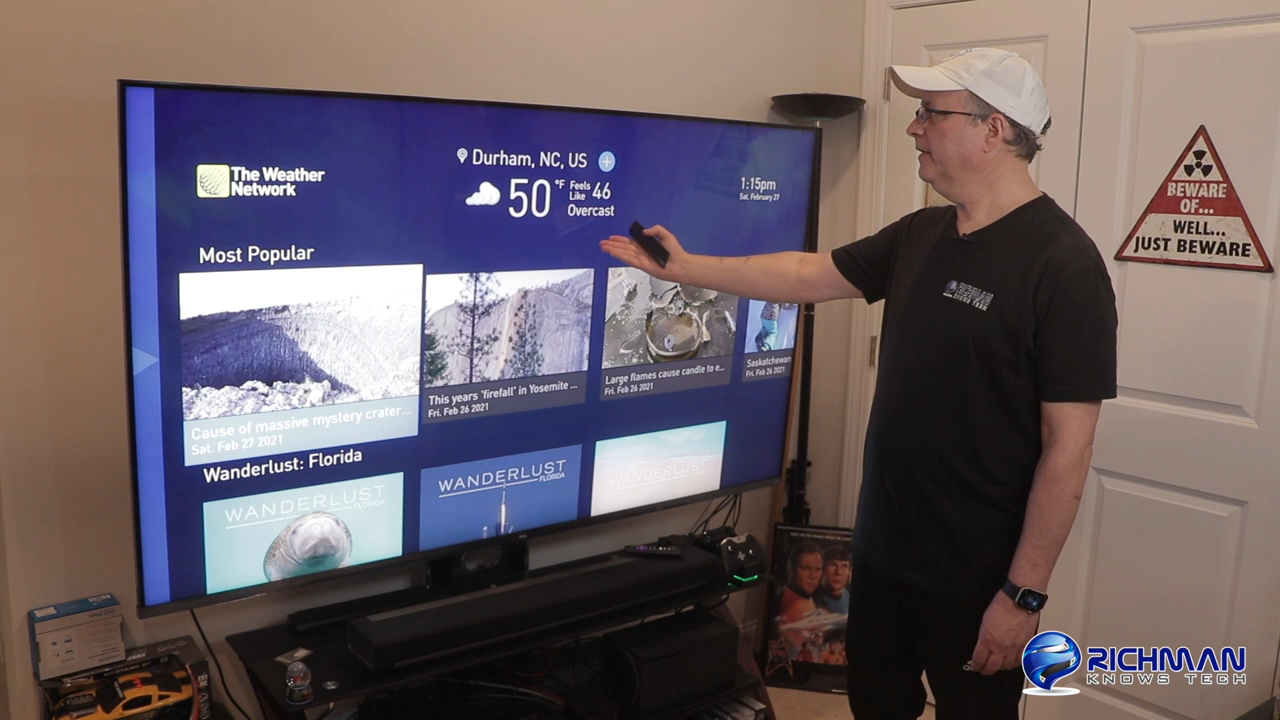 The Weather
Network
Durham, NC, US
50 °F Feels Like 46
Overcast
1:15pm
Sat. February 27
Most Popular
Cause of massive mystery crater...
Sat. Feb 27 2021
This years 'firefall' in Yosemite ...
Fri. Feb 26 2021
Large flames cause candle to e...
Fri. Feb 26 2021
Saskatchewan
Fri. Feb 26 2021
Wanderlust: Florida
WANDERLUST
FLORIDA
WANDERLUST
FLORIDA
WANDERLUST
BEWARE
OF...
WELL...
JUST BEWARE
RICHMAN
KNOWS TECH
RICHMAN
KNOWS TECH